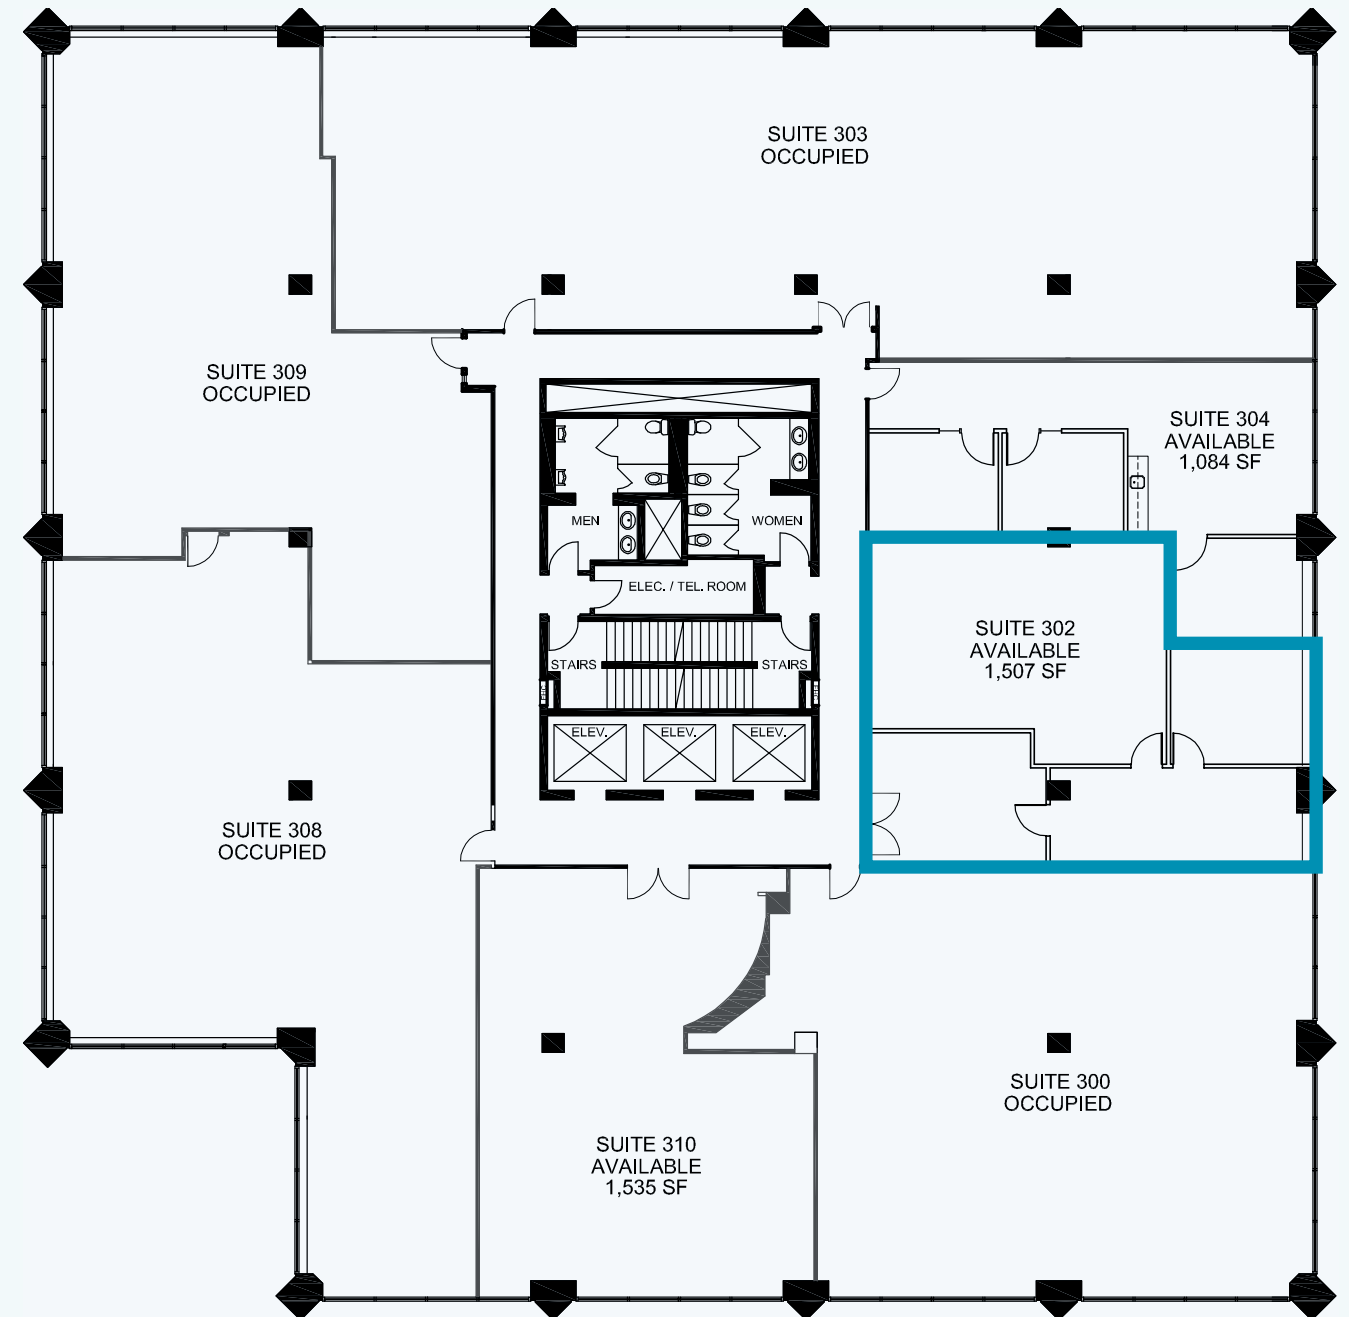 SUITE 303
OCCUPIED
SUITE 309
OCCUPIED
SUITE 304
AVAILABLE
1,084 SF
MEN
WOMEN
ELEC. / TEL. ROOM
SUITE 302
AVAILABLE
1,507 SF
STAIRS
STAIRS
ELEV.
ELEV.
ELEV.
SUITE 308
OCCUPIED
SUITE 300
OCCUPIED
SUITE 310
AVAILABLE
1,535 SF